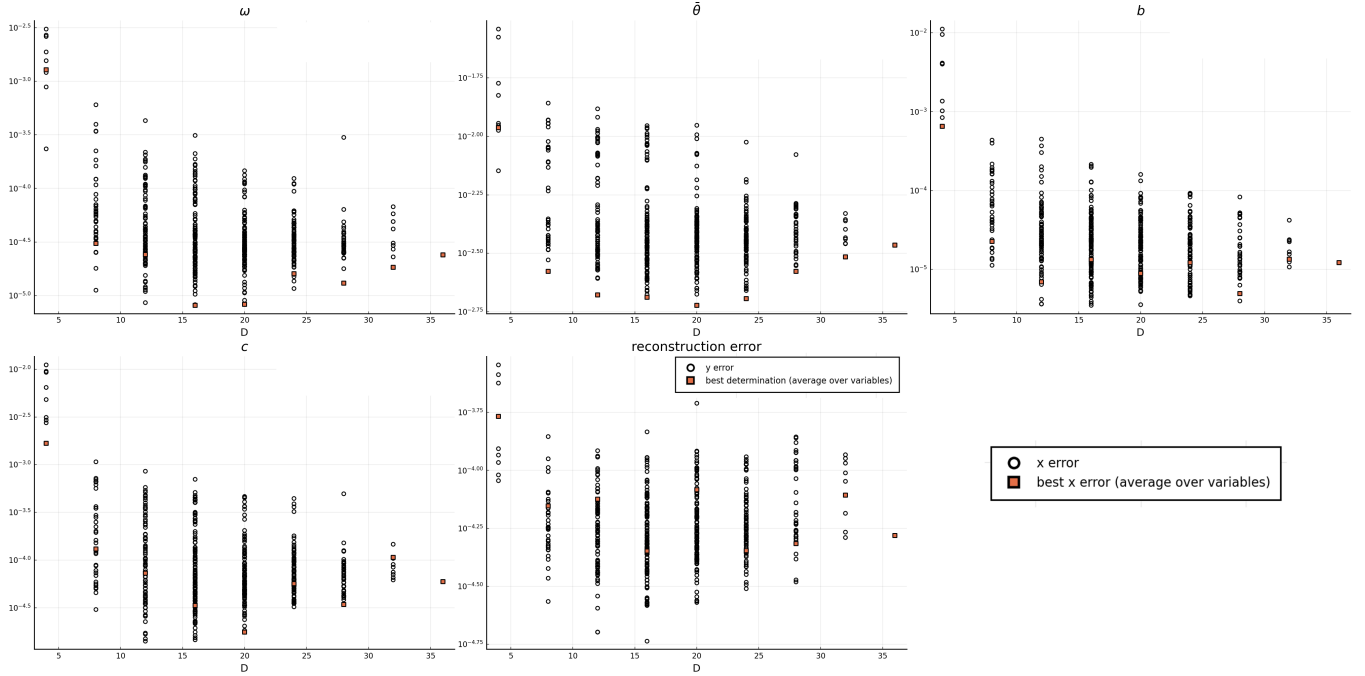 ω
10^-2.5
10^-3.0
10^-3.5
10^-4.0
10^-4.5
10^-5.0
5 10 15 20 25 30 35
D
θ̄
10^-1.75
10^-2.00
10^-2.25
10^-2.50
10^-2.75
5 10 15 20 25 30 35
D
b
10^-2
10^-3
10^-4
10^-5
5 10 15 20 25 30 35
D
c
10^-2.0
10^-3.0
10^-3.5
10^-4.0
10^-4.5
5 10 15 20 25 30 35
D
reconstruction error
y error
best determination (average over variables)
10^-3.75
10^-4.00
10^-4.25
10^-4.50
10^-4.75
5 10 15 20 25 30 35
D
x error
best x error (average over variables)